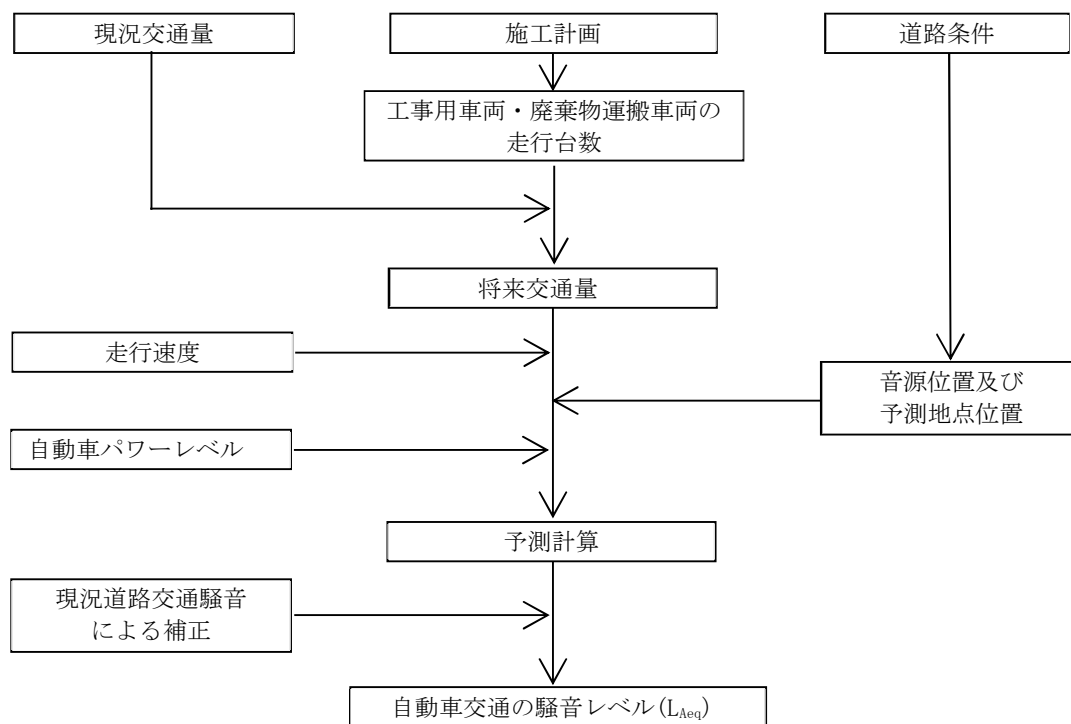 現況交通量
施工計画
道路条件
工事用車両・廃棄物運搬車両の
走行台数
将来交通量
走行速度
音源位置及び
予測地点位置
自動車パワーレベル
予測計算
現況道路交通騒音
による補正
自動車交通の騒音レベル(LAeq)